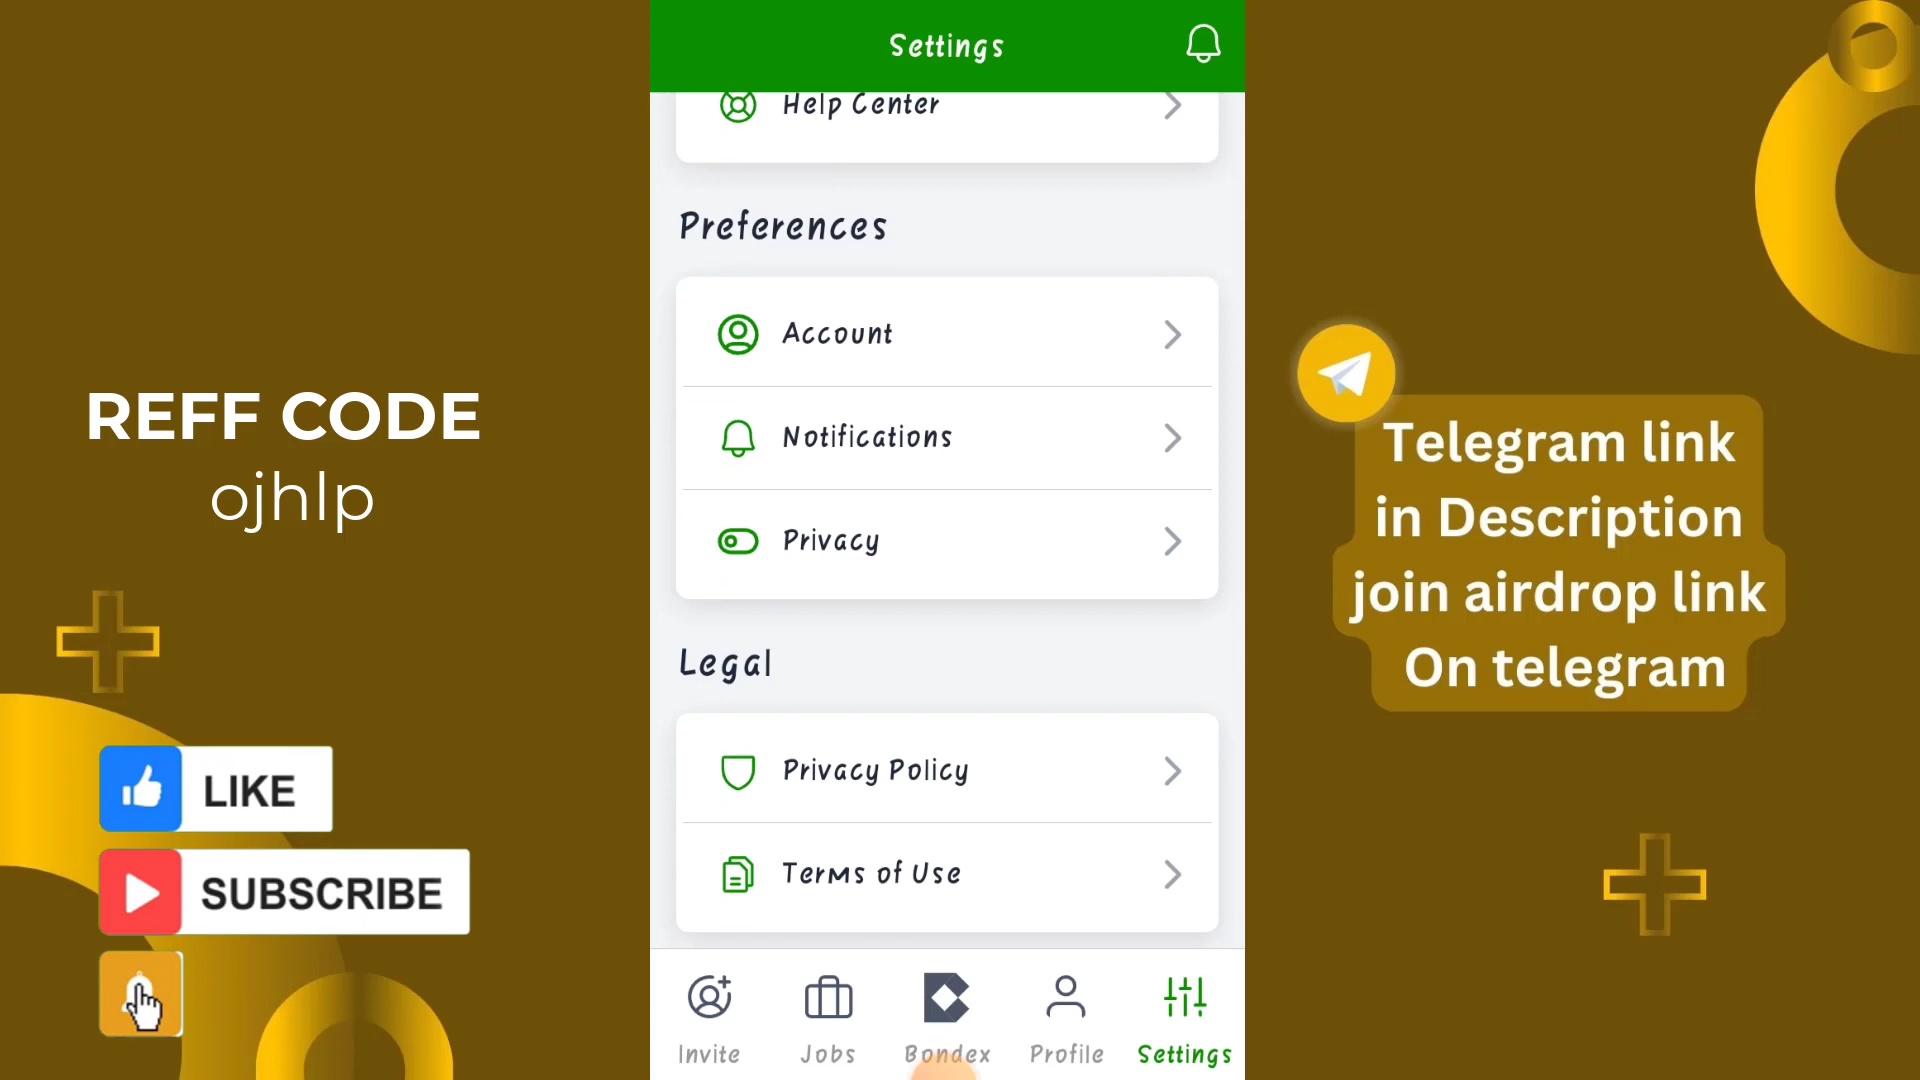 REFF CODE
ojhlp
LIKE
SUBSCRIBE
Settings
Help Center
Preferences
Account
Notifications
Privacy
Legal
Privacy Policy
Terms of Use
Invite
Jobs
Bondex
Profile
Settings
Telegram link
in Description
join airdrop link
On telegram